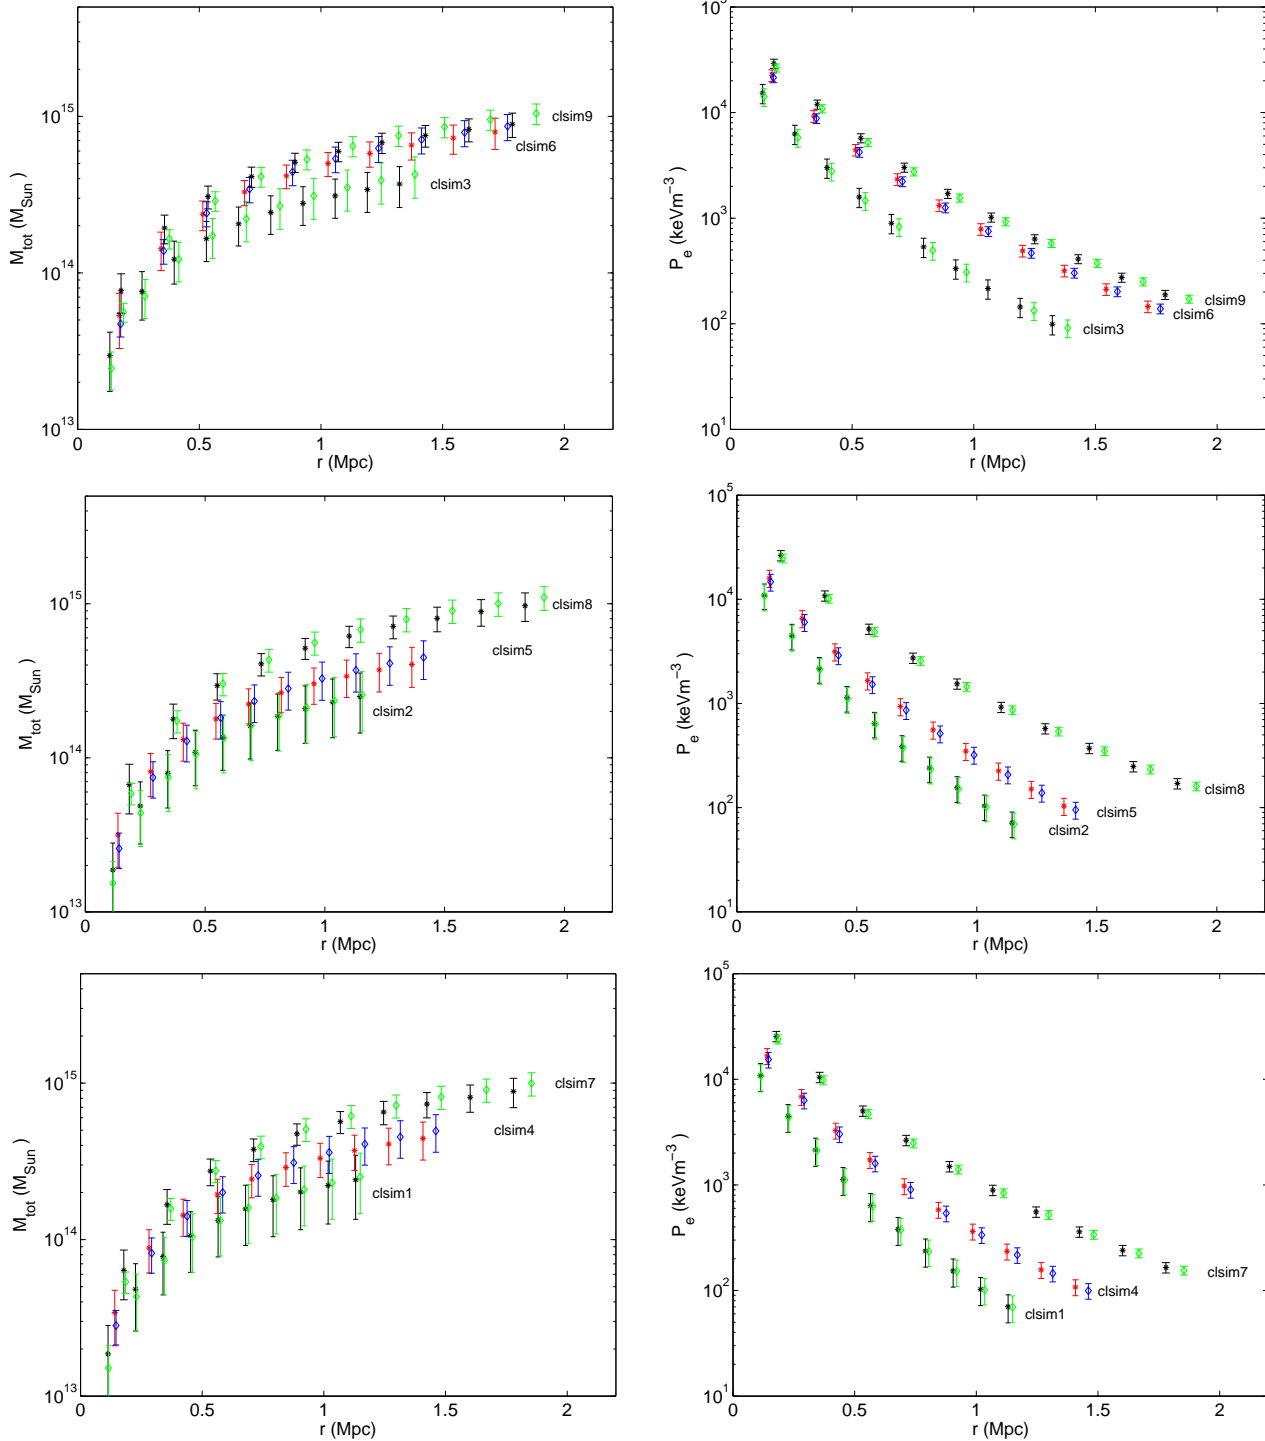 10^15
10^14
10^13
M_tot (M_Sun)
0 0.5 1 1.5 2
r (Mpc)
clsim9
clsim6
clsim3
10^5
10^4
10^3
10^2
10^1
P_e (keVm^−3)
0 0.5 1 1.5 2
r (Mpc)
clsim9
clsim6
clsim3
10^15
10^14
10^13
M_tot (M_Sun)
0 0.5 1 1.5 2
r (Mpc)
clsim8
clsim5
clsim2
10^5
10^4
10^3
10^2
10^1
P_e (keVm^−3)
0 0.5 1 1.5 2
r (Mpc)
clsim8
clsim5
clsim2
10^15
10^14
10^13
M_tot (M_Sun)
0 0.5 1 1.5 2
r (Mpc)
clsim7
clsim4
clsim1
10^5
10^4
10^3
10^2
10^1
P_e (keVm^−3)
0 0.5 1 1.5 2
r (Mpc)
clsim7
clsim4
clsim1